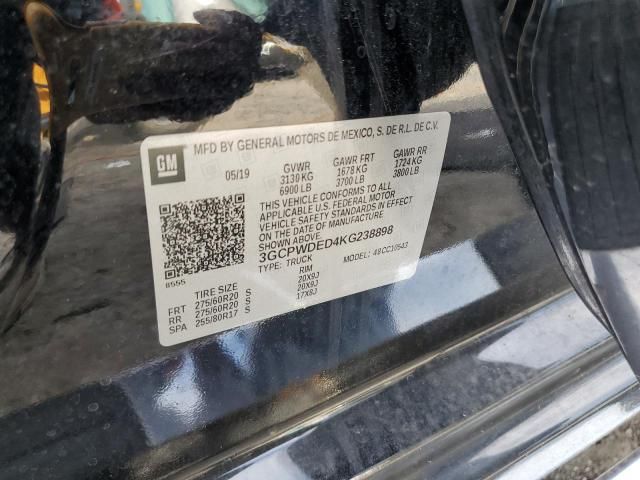 GM
MFD BY GENERAL MOTORS DE MEXICO, S. DE R.L. DE C.V.
05/19 GVWR GAWR FRT GAWR RR
3130 KG 1678 KG 1724 KG
6900 LB 3700 LB 3800 LB
THIS VEHICLE CONFORMS TO ALL
APPLICABLE U.S. FEDERAL MOTOR
VEHICLE SAFETY STANDARDS IN
EFFECT ON THE DATE OF MANUFACTURE
SHOWN ABOVE.
3GCPWDED4KG238898
TYPE: TRUCK MODEL: 48CC10543
8555
TIRE SIZE RIM
FRT 275/60R20 S 20X9J
RR 275/60R20 S 20X9J
SPA 255/80R17 S 17X8J